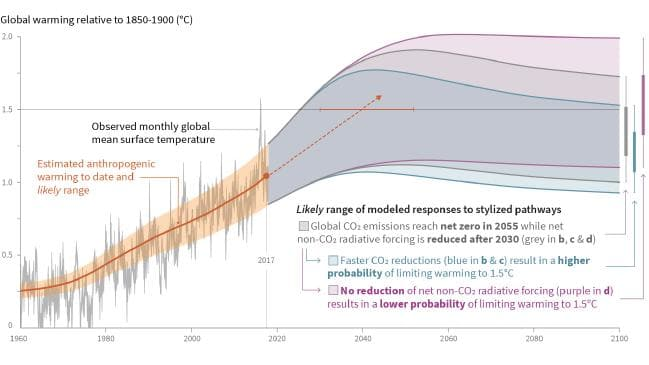 Global warming relative to 1850-1900 (°C)
2.0
1.5
Observed monthly global
mean surface temperature
Estimated anthropogenic
warming to date and
likely range
1.0
Likely range of modeled responses to stylized pathways
Global CO₂ emissions reach net zero in 2055 while net
non-CO₂ radiative forcing is reduced after 2030 (grey in b, c & d)
0.5
2017
Faster CO₂ reductions (blue in b & c) result in a higher
probability of limiting warming to 1.5°C
No reduction of net non-CO₂ radiative forcing (purple in d)
results in a lower probability of limiting warming to 1.5°C
0
1960
1980
2000
2020
2040
2060
2080
2100